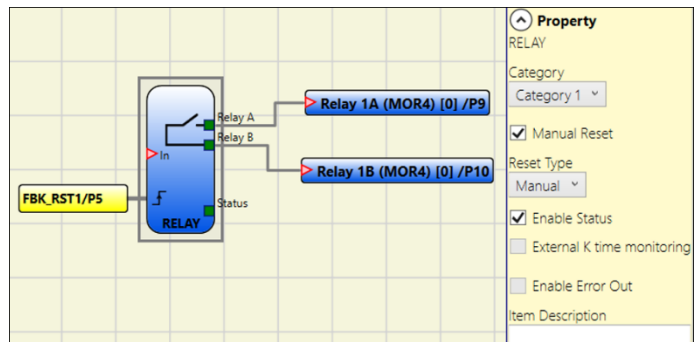 Property
RELAY
Category
Category 1
Manual Reset
Reset Type
Manual
Enable Status
External K time monitoring
Enable Error Out
Item Description
Relay 1A (MOR4) [0] /P9
Relay A
Relay B
In
Relay 1B (MOR4) [0] /P10
FBK_RST1/P5
Status
RELAY